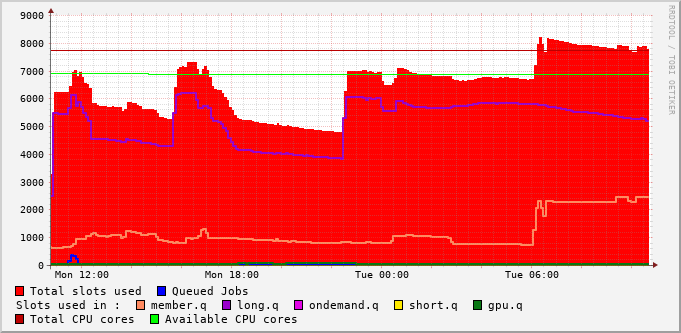 9000
8000
7000
6000
5000
4000
3000
2000
1000
0
Mon 12:00 Mon 18:00 Tue 00:00 Tue 06:00
RRDTOOL / TOBI OETIKER
Total slots used Queued Jobs
Slots used in : member.q long.q ondemand.q short.q gpu.q
Total CPU cores Available CPU cores